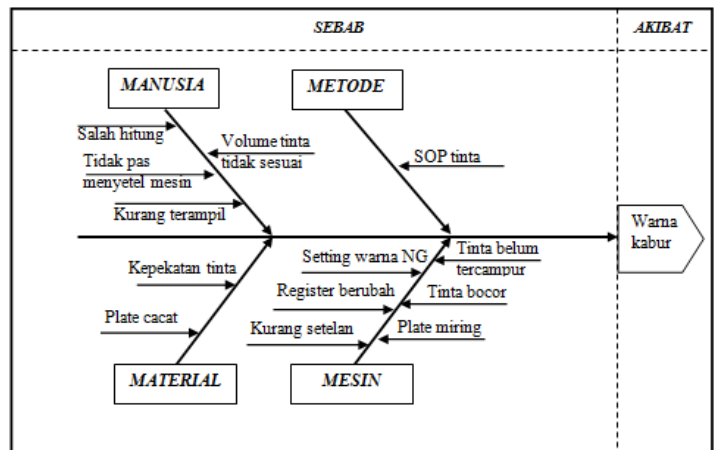 SEBAB
AKIBAT
MANUSIA
METODE
Salah hitung
Volume tinta
tidak sesuai
Tidak pas
menyetel mesin
Kurang terampil
SOP tinta
Warna
kabur
Kepekatan tinta
Plate cacat
Setting warna NG
Tinta belum
tercampur
Register berubah
Tinta bocor
Kurang setelan
Plate miring
MATERIAL
MESIN